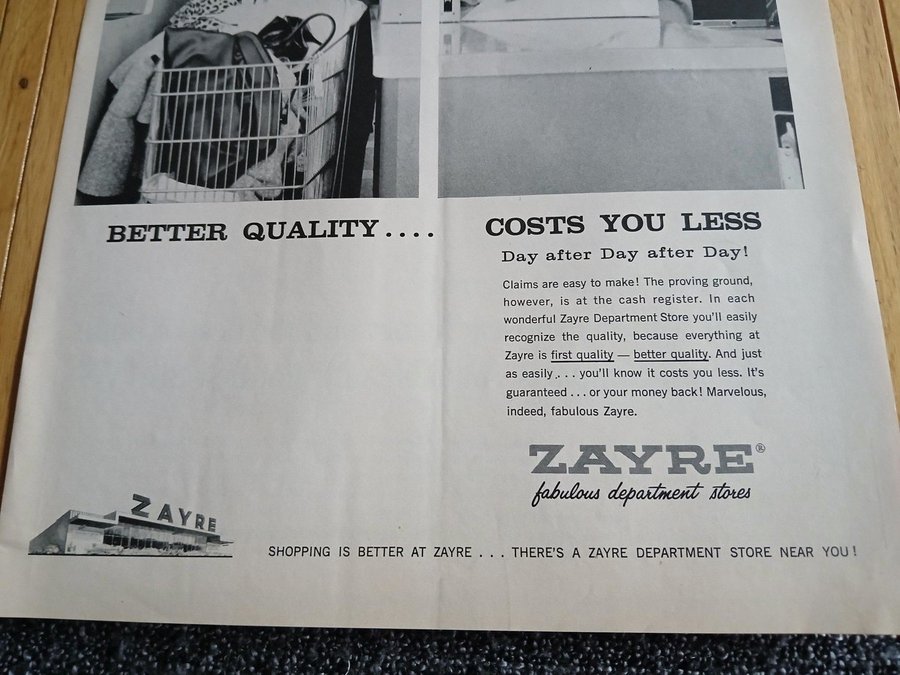 BETTER QUALITY....
COSTS YOU LESS
Day after Day after Day!
Claims are easy to make! The proving ground,
however, is at the cash register. In each
wonderful Zayre Department Store you'll easily
recognize the quality, because everything at
Zayre is first quality — better quality. And just
as easily . . . you'll know it costs you less. It's
guaranteed . . . or your money back! Marvelous,
indeed, fabulous Zayre.
ZAYRE®
fabulous department stores
ZAYRE
SHOPPING IS BETTER AT ZAYRE . . . THERE'S A ZAYRE DEPARTMENT STORE NEAR YOU!